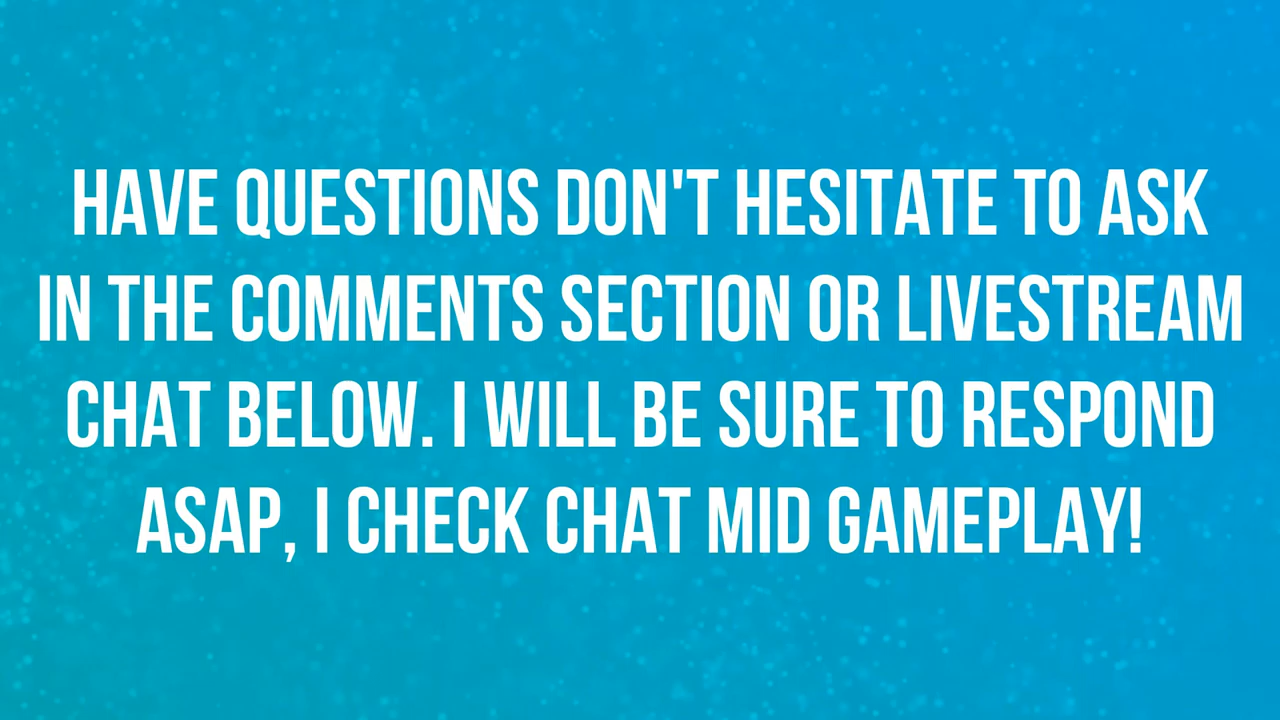 HAVE QUESTIONS DON'T HESITATE TO ASK
IN THE COMMENTS SECTION OR LIVESTREAM
CHAT BELOW. I WILL BE SURE TO RESPOND
ASAP, I CHECK CHAT MID GAMEPLAY!